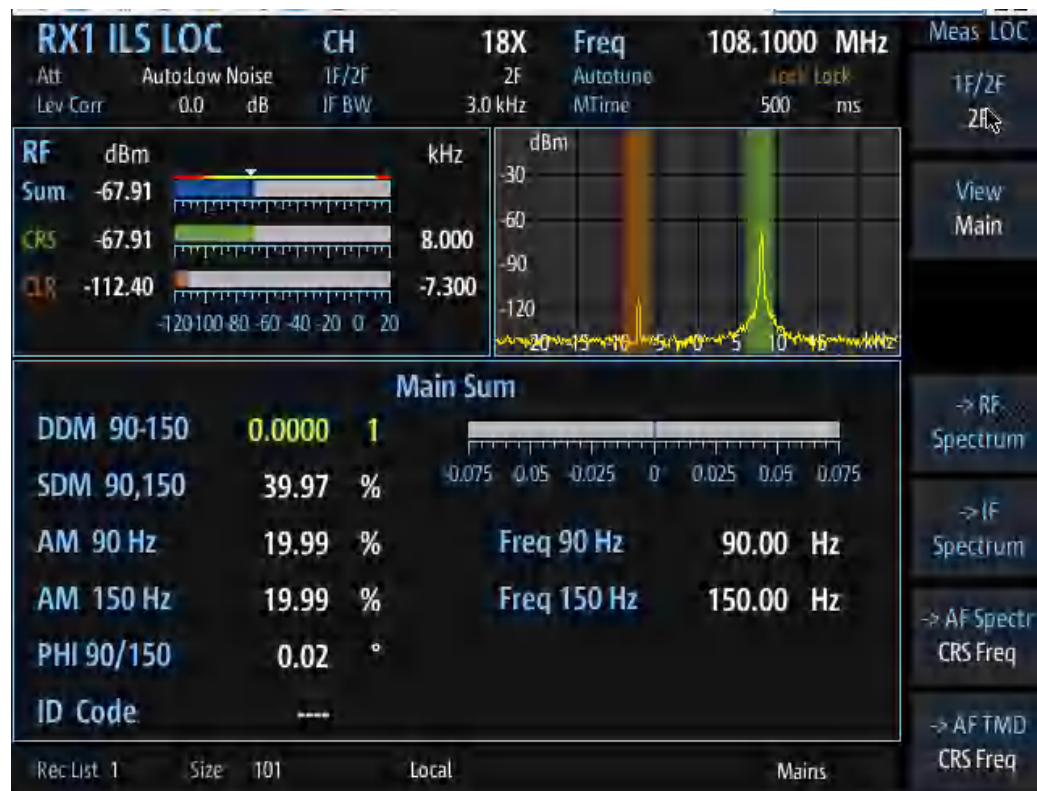 RX1 ILS LOC CH 18X Freq 108.1000 MHz
Att Auto:Low Noise 1F/2F 2F Autotune Lock Lock
Lev Corr 0.0 dB IF BW 3.0 kHz MTime 500 ms
Meas LOC
1F/2F
2F
View
Main
-> RF
Spectrum
-> IF
Spectrum
-> AF Spectr
CRS Freq
-> AF TMD
CRS Freq
RF dBm kHz
Sum -67.91
CRS -67.91 8.000
CLR -112.40 -7.300
-120 -100 -80 -60 -40 -20 0 20
dBm
-30
-60
-90
-120
-20 -15 -10 -5 0 5 10 15 kHz
Main Sum
DDM 90-150 0.0000 1
-0.075 -0.05 -0.025 0 0.025 0.05 0.075
SDM 90,150 39.97 %
AM 90 Hz 19.99 % Freq 90 Hz 90.00 Hz
AM 150 Hz 19.99 % Freq 150 Hz 150.00 Hz
PHI 90/150 0.02 °
ID Code ----
Rec List 1 Size 101 Local Mains